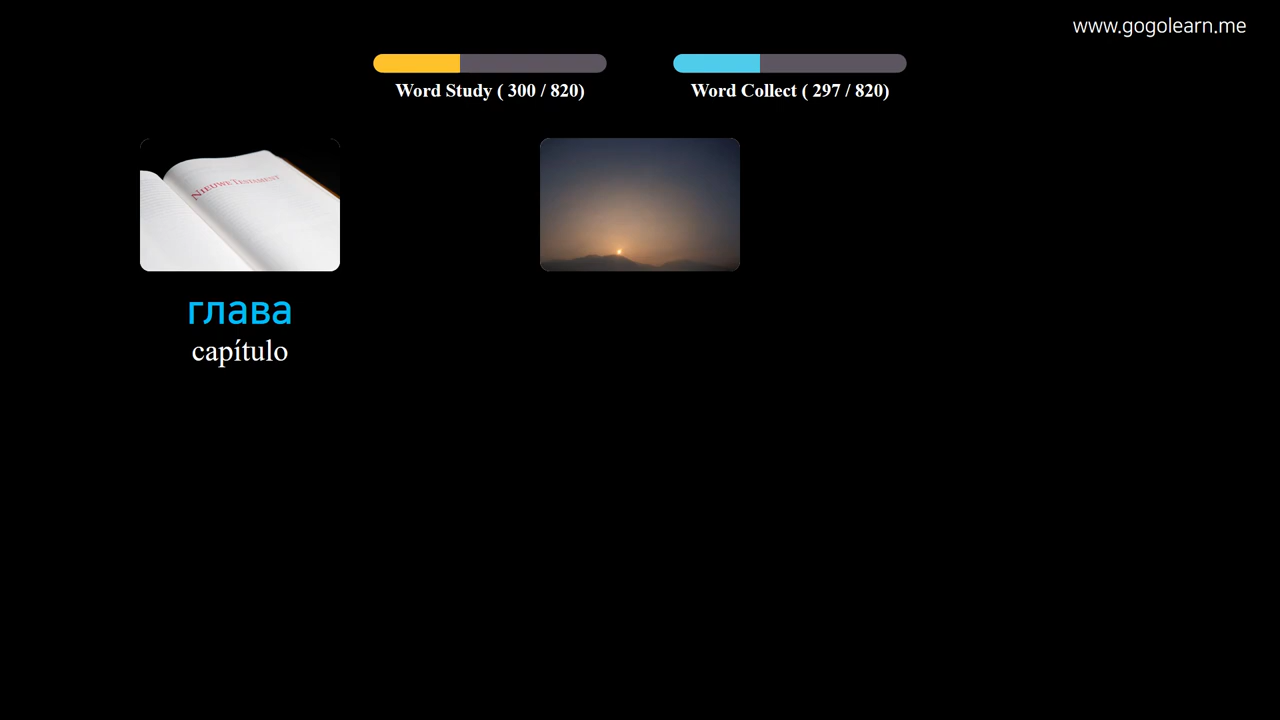 www.gogolearn.me
Word Study ( 300 / 820)
Word Collect ( 297 / 820)
NIEUWE TESTAMENT
глава
capítulo